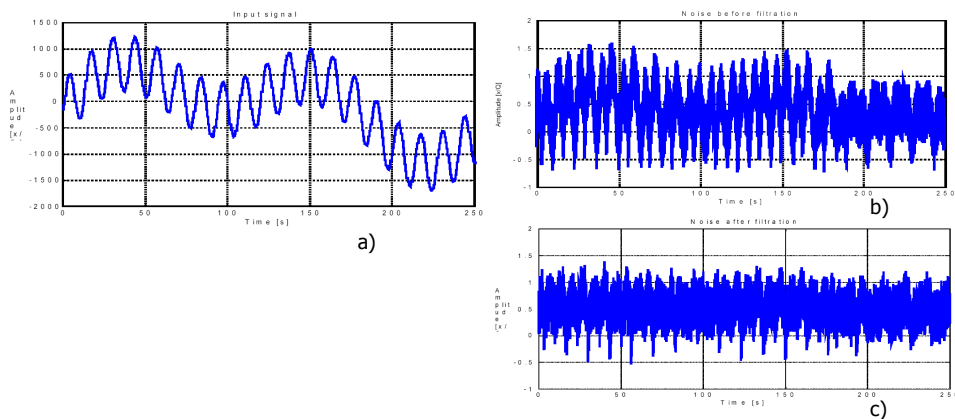 Input signal
1500
1000
500
0
-500
-1000
-1500
-2000
A
m
plit
ud
e
[x/
0 50 100 150 200 250
Time [s]
a)
Noise before filtration
2
1.5
1
0.5
0
-0.5
-1
Amplitude [x/Q]
0 50 100 150 200 250
Time [s]
b)
Noise after filtration
2
1.5
1
0.5
0
-0.5
-1
A
m
plit
ud
e
[x/
0 50 100 150 200 250
Time [s]
c)